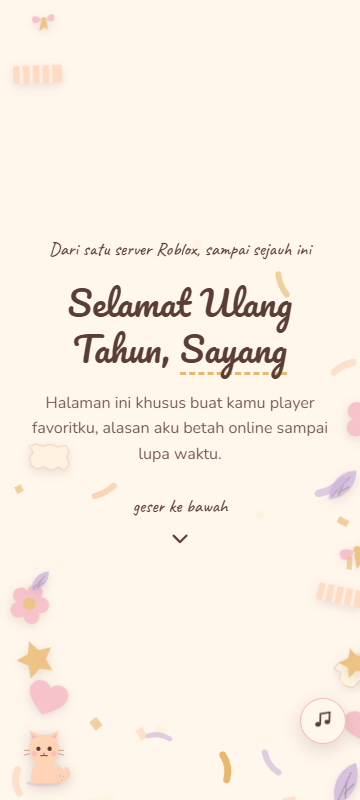 Dari satu server Roblox, sampai sejauh ini
Selamat Ulang
Tahun, Sayang
Halaman ini khusus buat kamu player
favoritku, alasan aku betah online sampai
lupa waktu.
geser ke bawah